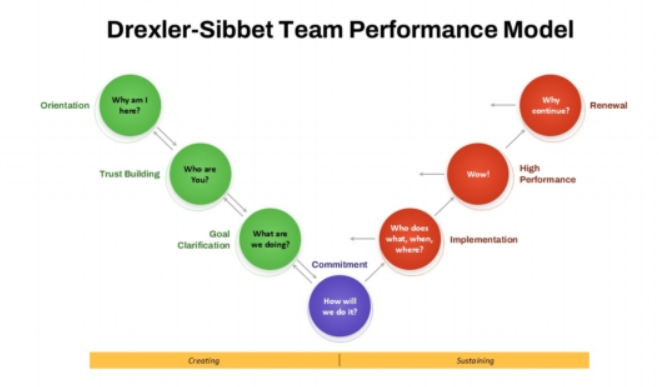 Drexler-Sibbet Team Performance Model
Orientation
Why am I
here?
Why
continue?
Renewal
Trust Building
Who are
You?
Wow!
High
Performance
Goal
Clarification
What are
we doing?
Who does
what, when,
where?
Implementation
Commitment
How will
we do it?
Creating
Sustaining